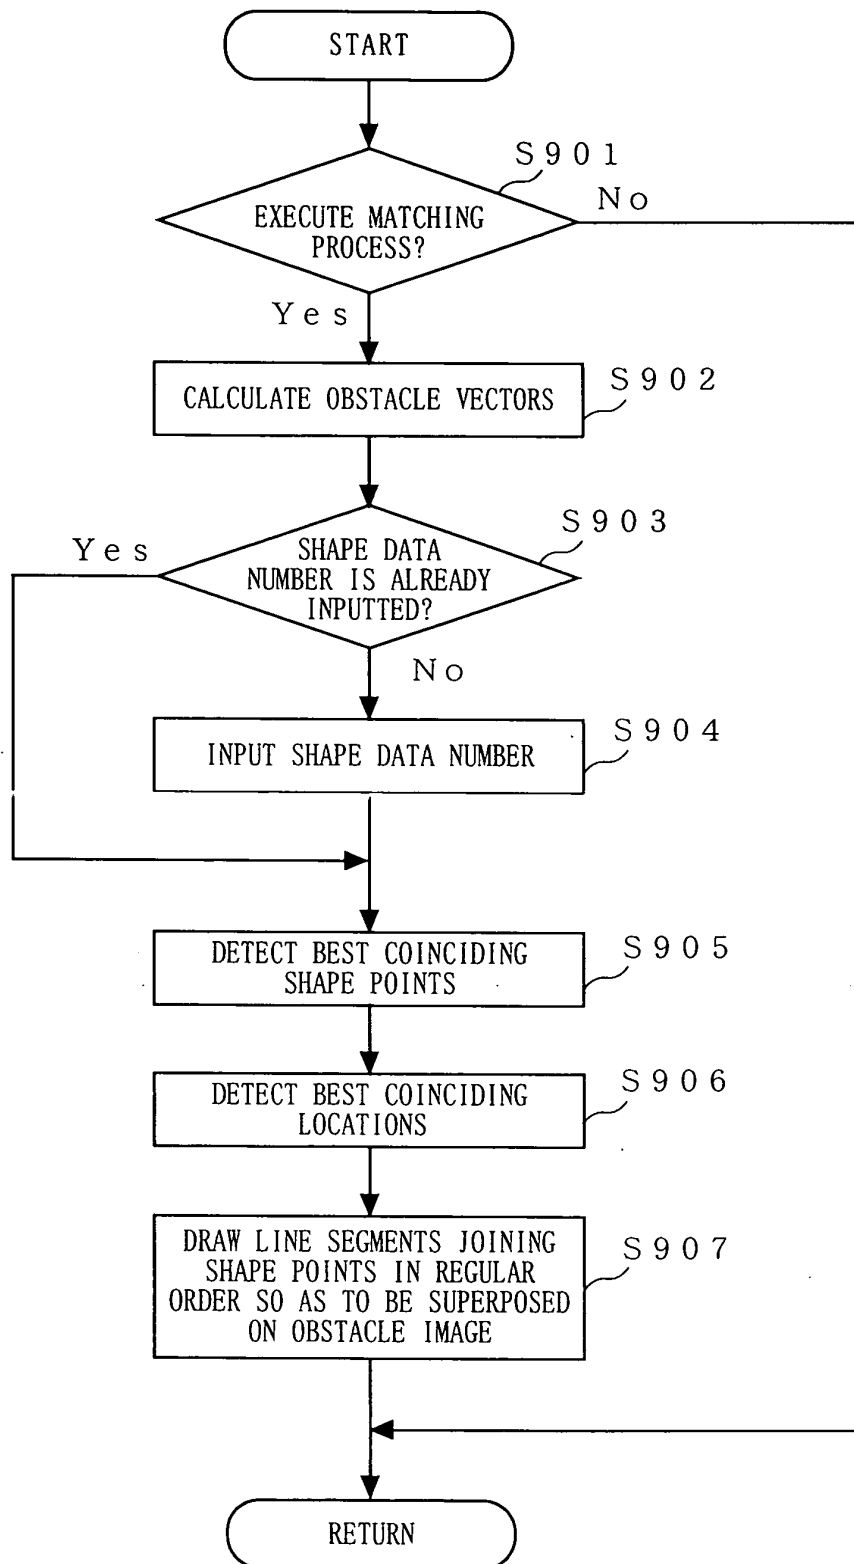 START
S901
No
EXECUTE MATCHING
PROCESS?
Yes
CALCULATE OBSTACLE VECTORS
S902
S903
Yes
SHAPE DATA
NUMBER IS ALREADY
INPUTTED?
No
INPUT SHAPE DATA NUMBER
S904
DETECT BEST COINCIDING
SHAPE POINTS
S905
DETECT BEST COINCIDING
LOCATIONS
S906
DRAW LINE SEGMENTS JOINING
SHAPE POINTS IN REGULAR
ORDER SO AS TO BE SUPERPOSED
ON OBSTACLE IMAGE
S907
RETURN